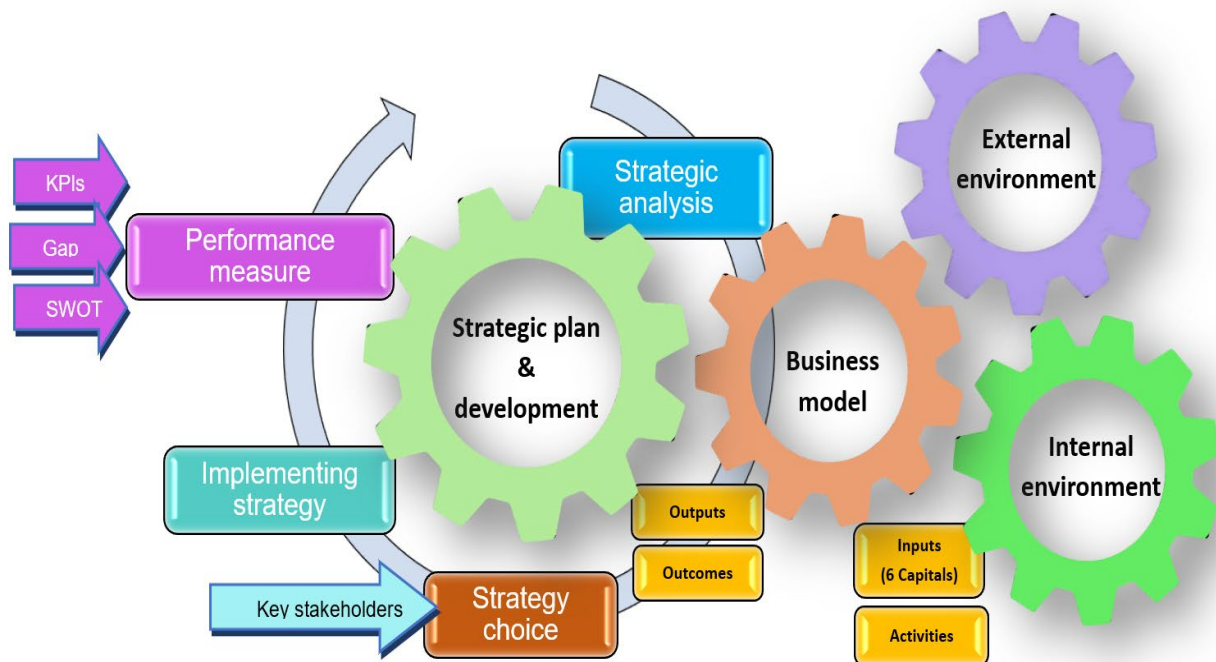 External
environment
Strategic
analysis
KPIs
Gap
SWOT
Performance
measure
Strategic plan
&
development
Business
model
Internal
environment
Implementing
strategy
Outputs
Outcomes
Inputs
(6 Capitals)
Activities
Key stakeholders
Strategy
choice